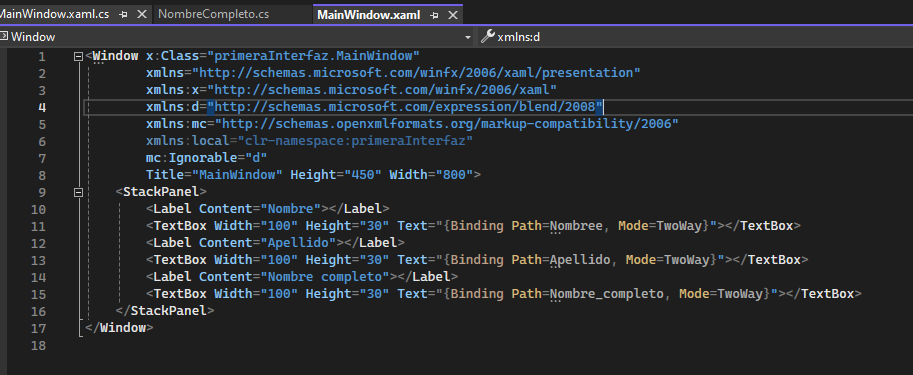 MainWindow.xaml.cs NombreCompleto.cs MainWindow.xaml
Window xmlns:d
1 <Window x:Class="primeraInterfaz.MainWindow"
2 xmlns="http://schemas.microsoft.com/winfx/2006/xaml/presentation"
3 xmlns:x="http://schemas.microsoft.com/winfx/2006/xaml"
4 xmlns:d="http://schemas.microsoft.com/expression/blend/2008"
5 xmlns:mc="http://schemas.openxmlformats.org/markup-compatibility/2006"
6 xmlns:local="clr-namespace:primeraInterfaz"
7 mc:Ignorable="d"
8 Title="MainWindow" Height="450" Width="800">
9 <StackPanel>
10 <Label Content="Nombre"></Label>
11 <TextBox Width="100" Height="30" Text="{Binding Path=Nombree, Mode=TwoWay}"></TextBox>
12 <Label Content="Apellido"></Label>
13 <TextBox Width="100" Height="30" Text="{Binding Path=Apellido, Mode=TwoWay}"></TextBox>
14 <Label Content="Nombre completo"></Label>
15 <TextBox Width="100" Height="30" Text="{Binding Path=Nombre_completo, Mode=TwoWay}"></TextBox>
16 </StackPanel>
17 </Window>
18